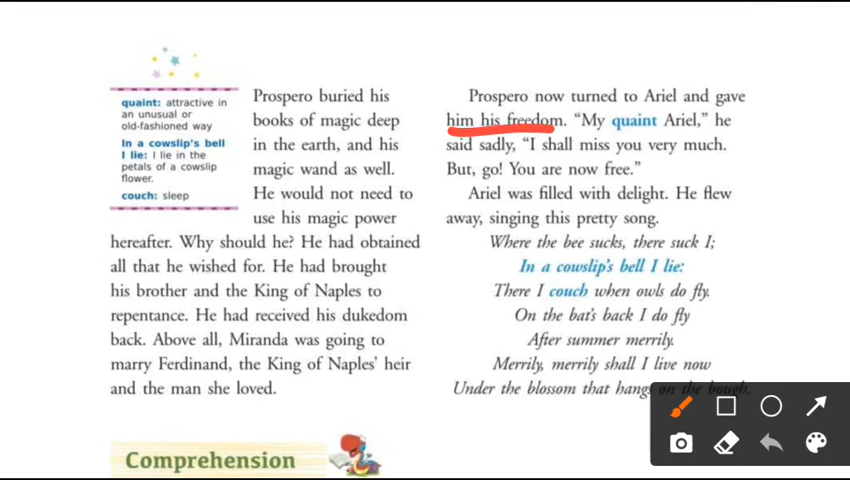 quaint: attractive in
an unusual or
old-fashioned way
In a cowslip's bell
I lie: I lie in the
petals of a cowslip
flower.
couch: sleep
Prospero buried his
books of magic deep
in the earth, and his
magic wand as well.
He would not need to
use his magic power
hereafter. Why should he? He had obtained
all that he wished for. He had brought
his brother and the King of Naples to
repentance. He had received his dukedom
back. Above all, Miranda was going to
marry Ferdinand, the King of Naples' heir
and the man she loved.
Prospero now turned to Ariel and gave
him his freedom. “My quaint Ariel,” he
said sadly, “I shall miss you very much.
But, go! You are now free.”
Ariel was filled with delight. He flew
away, singing this pretty song.
Where the bee sucks, there suck I;
In a cowslip's bell I lie:
There I couch when owls do fly.
On the bat's back I do fly
After summer merrily.
Merrily, merrily shall I live now
Under the blossom that hangs on the bough.
Comprehension